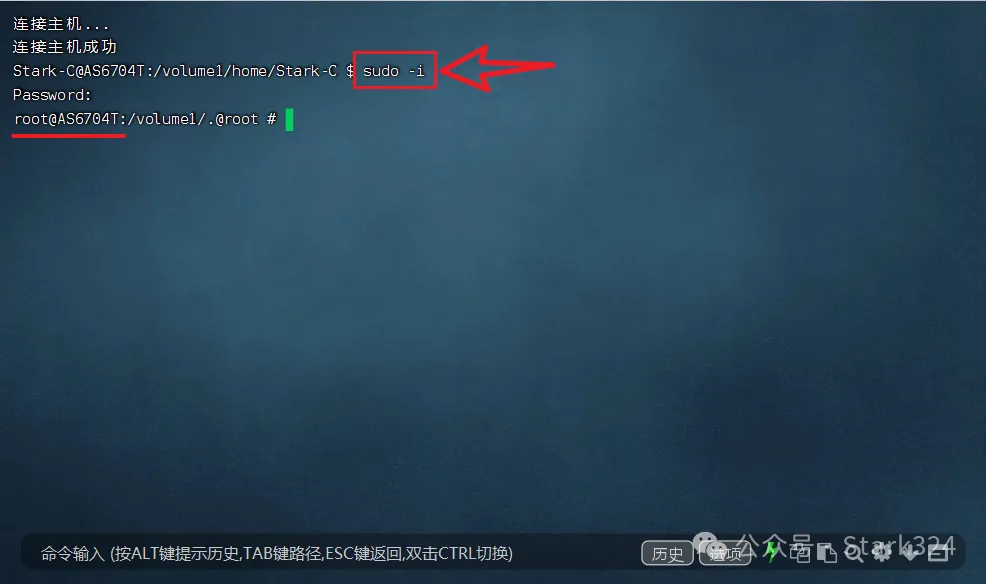 连接主机...
连接主机成功
Stark-C@AS6704T:/volume1/home/Stark-C $ sudo -i
Password:
root@AS6704T:/volume1/.@root #
命令输入 (按ALT键提示历史,TAB键路径,ESC键返回,双击CTRL切换)
历史
选项
公众号 · Stark324